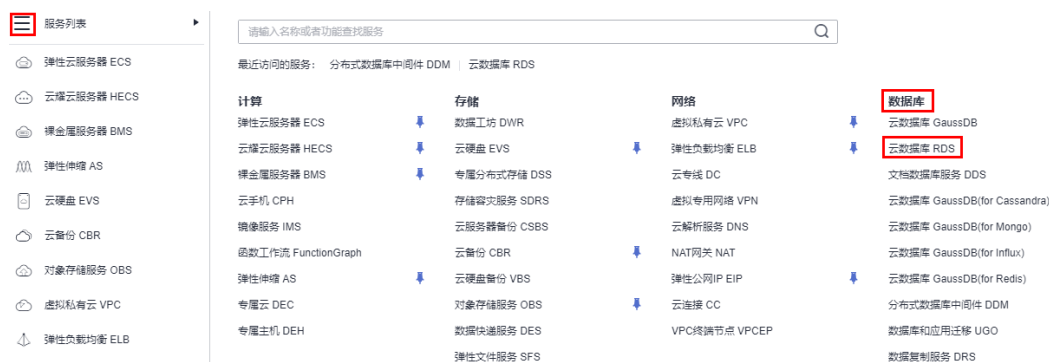 服务列表
弹性云服务器 ECS
云耀云服务器 HECS
裸金属服务器 BMS
弹性伸缩 AS
云硬盘 EVS
云备份 CBR
对象存储服务 OBS
虚拟私有云 VPC
弹性负载均衡 ELB
请输入名称或者功能查找服务
最近访问的服务： 分布式数据库中间件 DDM | 云数据库 RDS
计算
弹性云服务器 ECS
云耀云服务器 HECS
裸金属服务器 BMS
云手机 CPH
镜像服务 IMS
函数工作流 FunctionGraph
弹性伸缩 AS
专属云 DEC
专属主机 DEH
存储
数据工坊 DWR
云硬盘 EVS
专属分布式存储 DSS
存储容灾服务 SDRS
云服务器备份 CSBS
云备份 CBR
云硬盘备份 VBS
对象存储服务 OBS
数据快递服务 DES
弹性文件服务 SFS
网络
虚拟私有云 VPC
弹性负载均衡 ELB
云专线 DC
虚拟专用网络 VPN
云解析服务 DNS
NAT网关 NAT
弹性公网IP EIP
云连接 CC
VPC终端节点 VPCEP
数据库
云数据库 GaussDB
云数据库 RDS
文档数据库服务 DDS
云数据库 GaussDB(for Cassandra)
云数据库 GaussDB(for Mongo)
云数据库 GaussDB(for Influx)
云数据库 GaussDB(for Redis)
分布式数据库中间件 DDM
数据库和应用迁移 UGO
数据复制服务 DRS